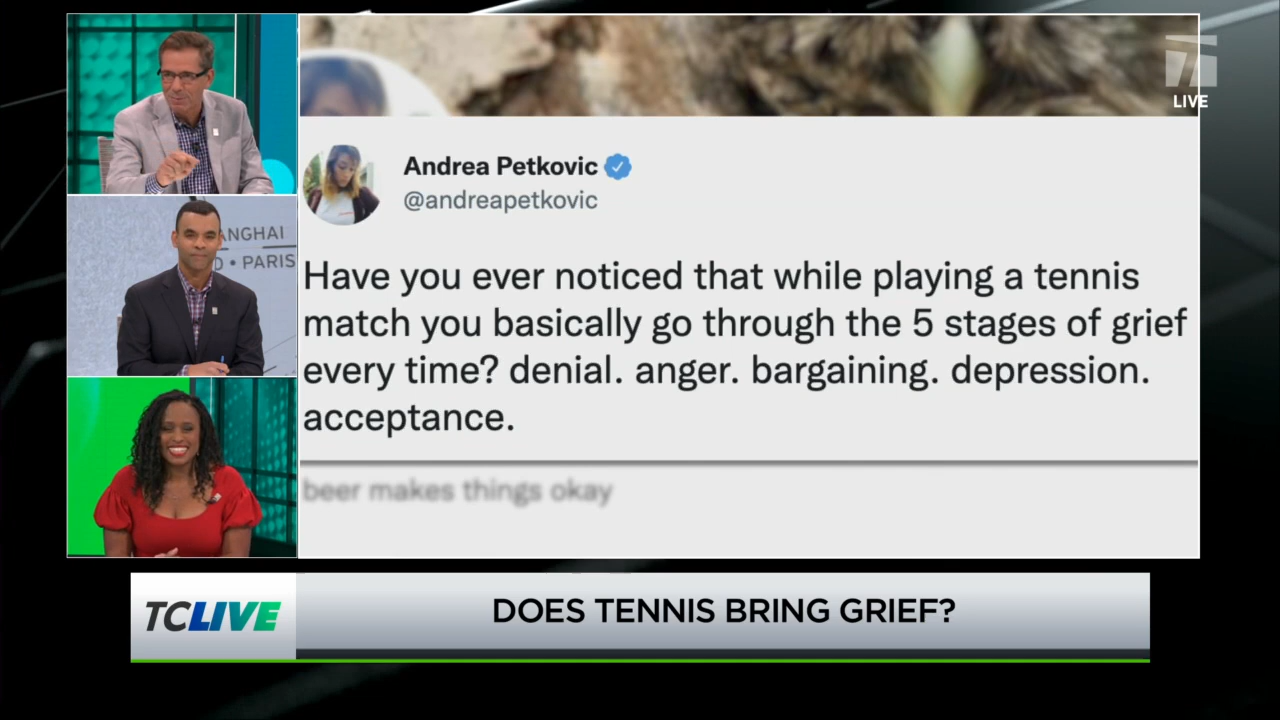 LIVE
ANGHAI
D • PARIS
Andrea Petkovic
@andreapetkovic
Have you ever noticed that while playing a tennis
match you basically go through the 5 stages of grief
every time? denial. anger. bargaining. depression.
acceptance.
beer makes things okay
TCLIVE
DOES TENNIS BRING GRIEF?